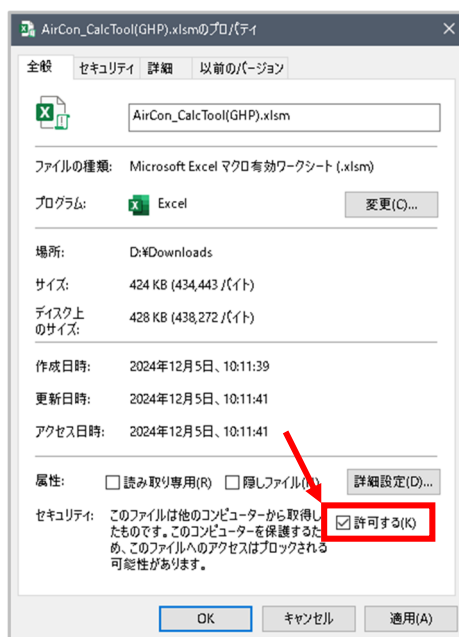 AirCon_CalcTool(GHP).xlsmのプロパティ
全般 セキュリティ 詳細 以前のバージョン
AirCon_CalcTool(GHP).xlsm
ファイルの種類: Microsoft Excel マクロ有効ワークシート (.xlsm)
プログラム: Excel 変更(C)...
場所: D:¥Downloads
サイズ: 424 KB (434,443 バイト)
ディスク上
のサイズ: 428 KB (438,272 バイト)
作成日時: 2024年12月5日、10:11:39
更新日時: 2024年12月5日、10:11:41
アクセス日時: 2024年12月5日、10:11:41
属性: 読み取り専用(R) 隠しファイル 詳細設定(D)...
セキュリティ: このファイルは他のコンピューターから取得し
たものです。このコンピューターを保護するた
め、このファイルへのアクセスはブロックされる
可能性があります。
許可する(K)
OK キャンセル 適用(A)